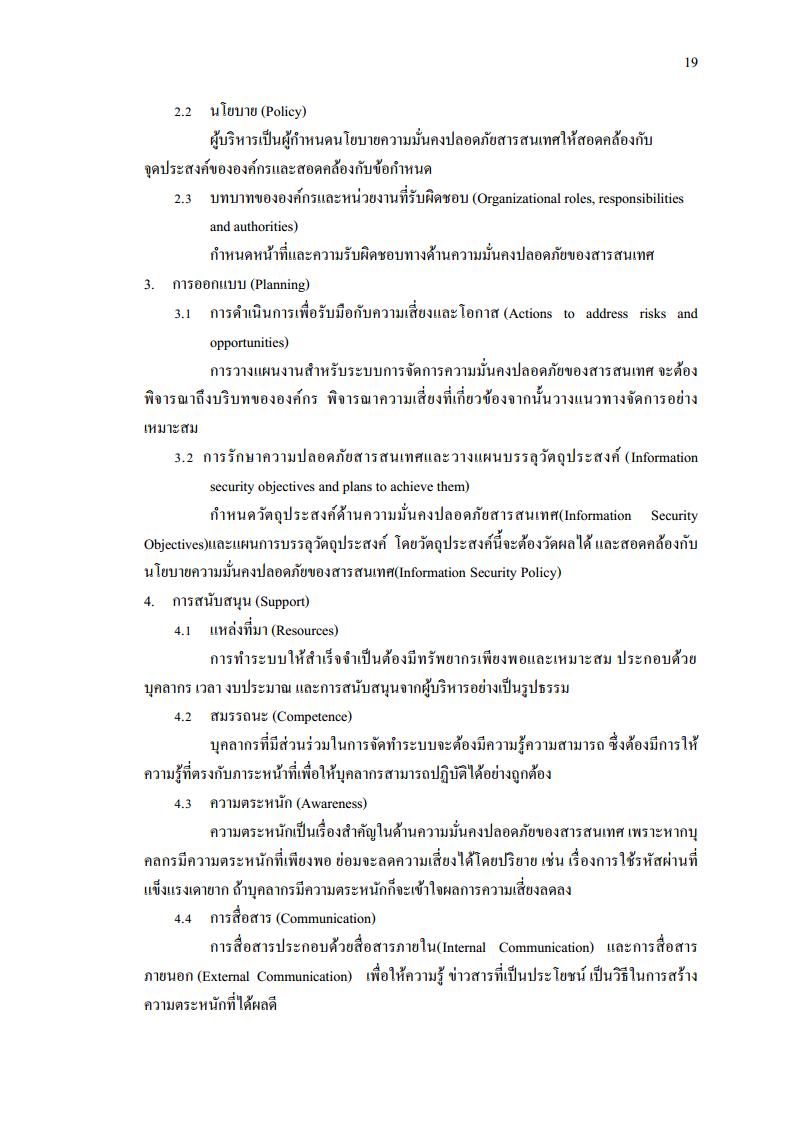 19
2.2 นโยบาย (Policy)
ผู้บริหารเป็นผู้กำหนดนโยบายความมั่นคงปลอดภัยสารสนเทศให้สอดคล้องกับ
จุดประสงค์ขององค์กรและสอดคล้องกับข้อกำหนด
2.3 บทบาทขององค์กรและหน่วยงานที่รับผิดชอบ (Organizational roles, responsibilities
and authorities)
กำหนดหน้าที่และความรับผิดชอบทางด้านความมั่นคงปลอดภัยของสารสนเทศ
3. การออกแบบ (Planning)
3.1 การดำเนินการเพื่อรับมือกับความเสี่ยงและโอกาส (Actions to address risks and
opportunities)
การวางแผนงานสำหรับระบบการจัดการความมั่นคงปลอดภัยของสารสนเทศ จะต้อง
พิจารณาถึงบริบทขององค์กร พิจารณาความเสี่ยงที่เกี่ยวข้องจากนั้นวางแนวทางจัดการอย่าง
เหมาะสม
3.2 การรักษาความปลอดภัยสารสนเทศและวางแผนบรรลุวัตถุประสงค์ (Information
security objectives and plans to achieve them)
กำหนดวัตถุประสงค์ด้านความมั่นคงปลอดภัยสารสนเทศ(Information Security
Objectives)และแผนการบรรลุวัตถุประสงค์ โดยวัตถุประสงค์นี้จะต้องวัดผลได้ และสอดคล้องกับ
นโยบายความมั่นคงปลอดภัยของสารสนเทศ(Information Security Policy)
4. การสนับสนุน (Support)
4.1 แหล่งที่มา (Resources)
การทำระบบให้สำเร็จจำเป็นต้องมีทรัพยากรเพียงพอและเหมาะสม ประกอบด้วย
บุคลากร เวลา งบประมาณ และการสนับสนุนจากผู้บริหารอย่างเป็นรูปธรรม
4.2 สมรรถนะ (Competence)
บุคลากรที่มีส่วนร่วมในการจัดทำระบบจะต้องมีความรู้ความสามารถ ซึ่งต้องมีการให้
ความรู้ที่ตรงกับภาระหน้าที่เพื่อให้บุคลากรสามารถปฏิบัติได้อย่างถูกต้อง
4.3 ความตระหนัก (Awareness)
ความตระหนักเป็นเรื่องสำคัญในด้านความมั่นคงปลอดภัยของสารสนเทศ เพราะหากบุ
คลกรมีความตระหนักที่เพียงพอ ย่อมจะลดความเสี่ยงได้โดยปริยาย เช่น เรื่องการใช้รหัสผ่านที่
แข็งแรงเดายาก ถ้าบุคลากรมีความตระหนักก็จะเข้าใจผลการความเสี่ยงลดลง
4.4 การสื่อสาร (Communication)
การสื่อสารประกอบด้วยสื่อสารภายใน(Internal Communication) และการสื่อสาร
ภายนอก (External Communication) เพื่อให้ความรู้ ข่าวสารที่เป็นประโยชน์ เป็นวิธีในการสร้าง
ความตระหนักที่ได้ผลดี